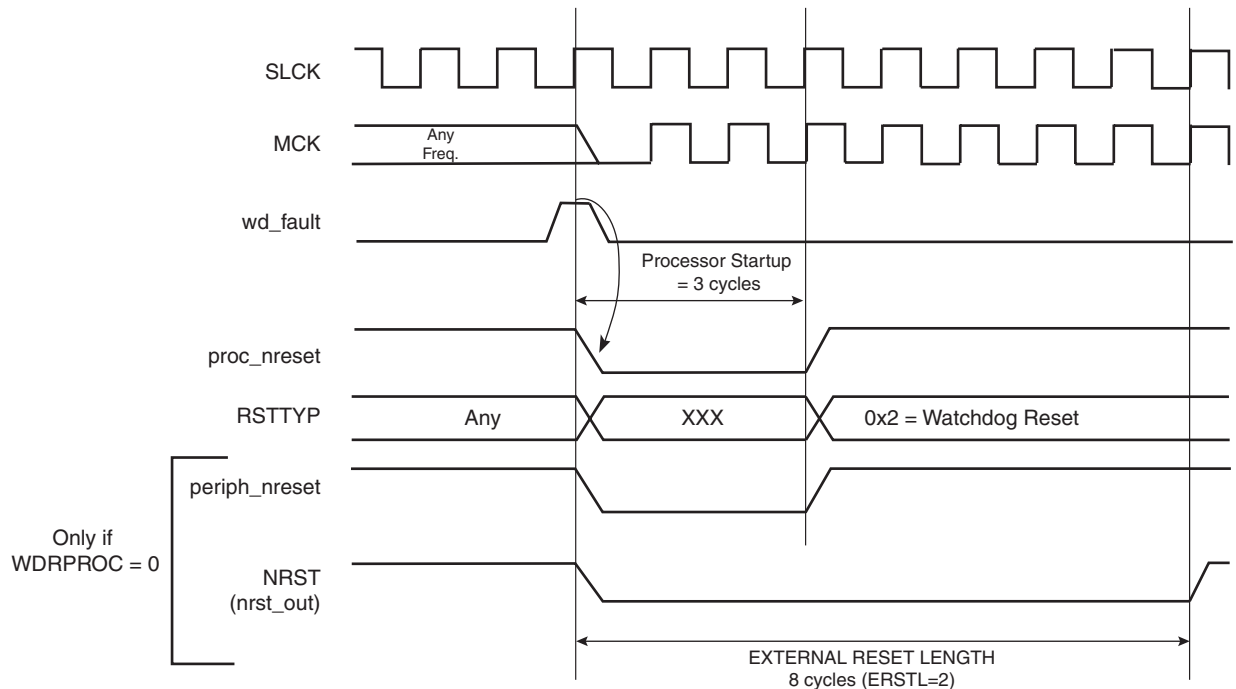 SLCK
MCK
Any
Freq.
wd_fault
Processor Startup
= 3 cycles
proc_nreset
RSTTYP
Any
XXX
0x2 = Watchdog Reset
periph_nreset
Only if
WDRPROC = 0
NRST
(nrst_out)
EXTERNAL RESET LENGTH
8 cycles (ERSTL=2)